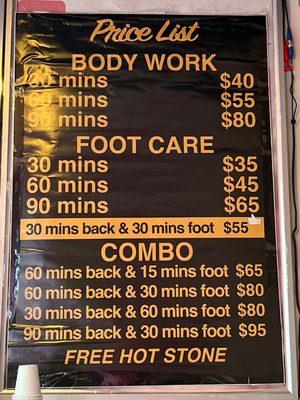 Price List
BODY WORK
30 mins $40
60 mins $55
90 mins $80
FOOT CARE
30 mins $35
60 mins $45
90 mins $65
30 mins back & 30 mins foot $55
COMBO
60 mins back & 15 mins foot $65
60 mins back & 30 mins foot $80
30 mins back & 60 mins foot $80
90 mins back & 30 mins foot $95
FREE HOT STONE